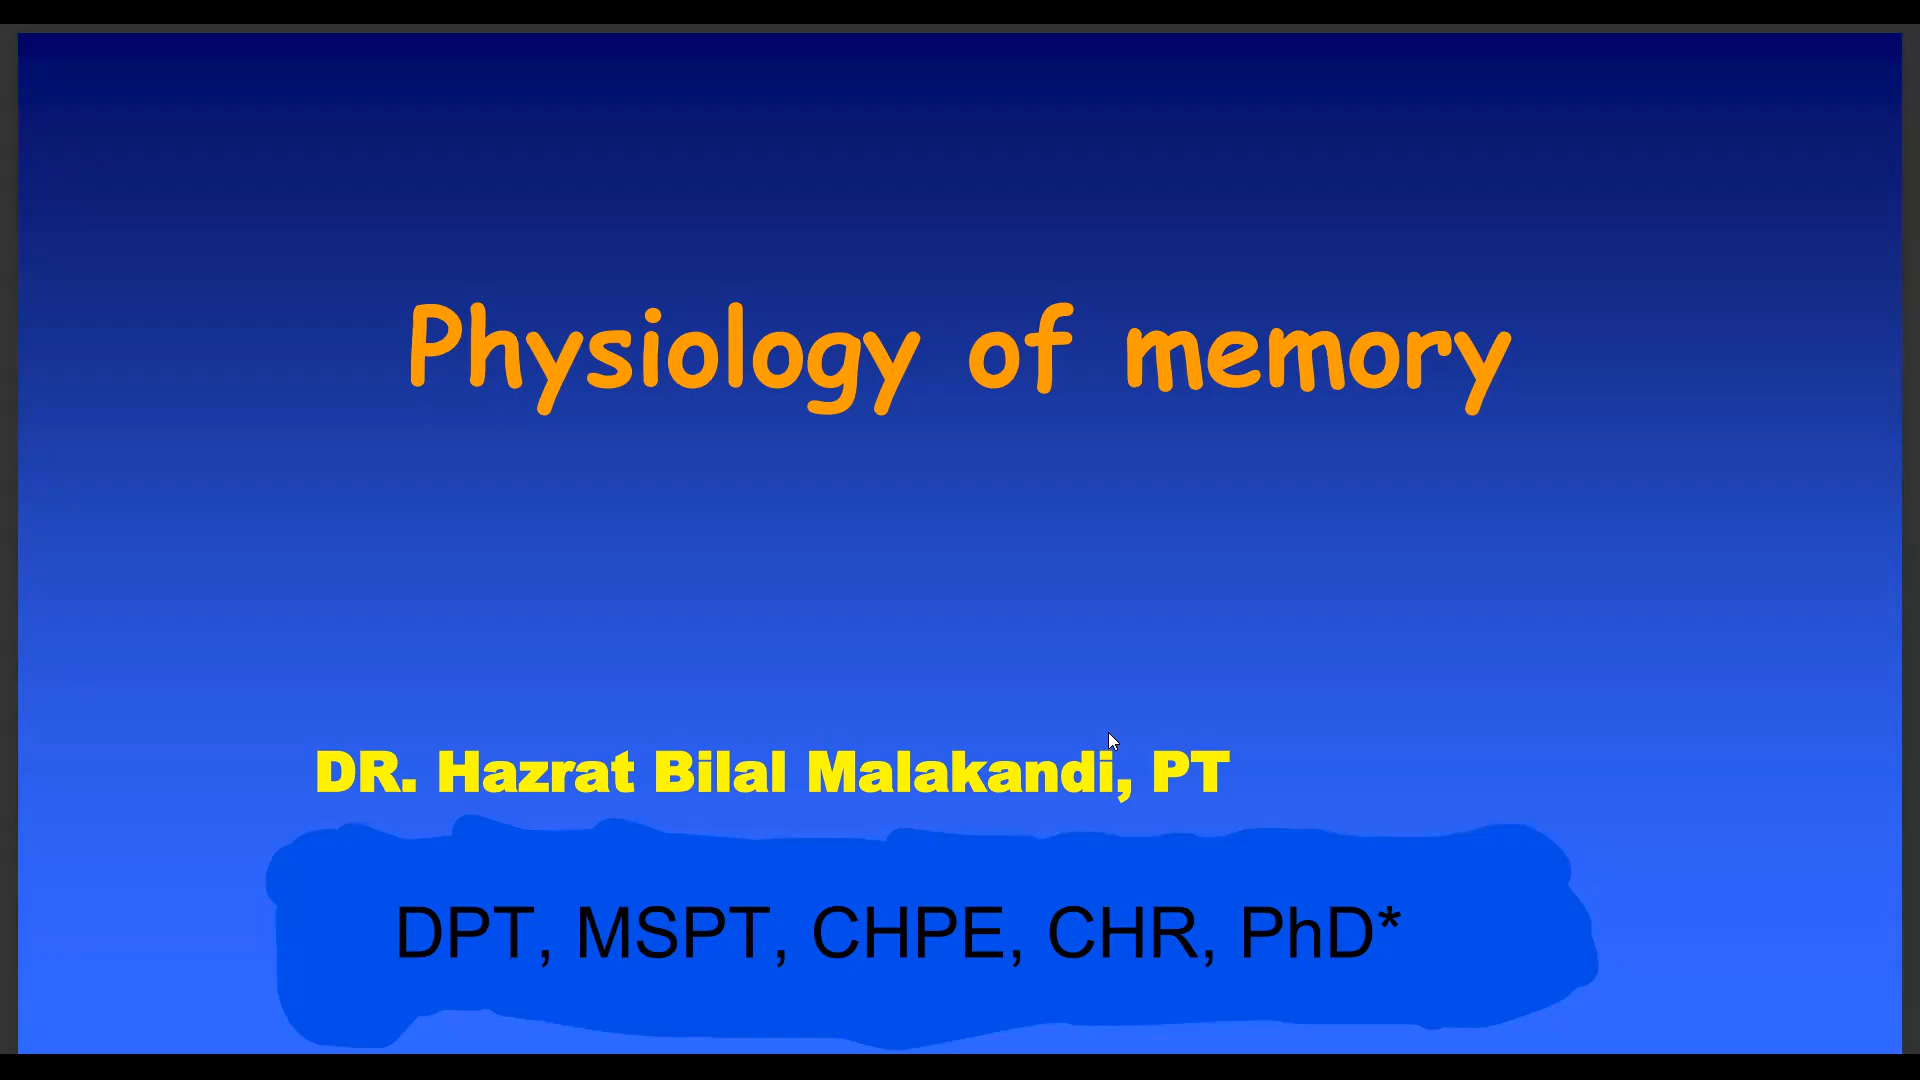 Physiology of memory
DR. Hazrat Bilal Malakandi, PT
DPT, MSPT, CHPE, CHR, PhD*